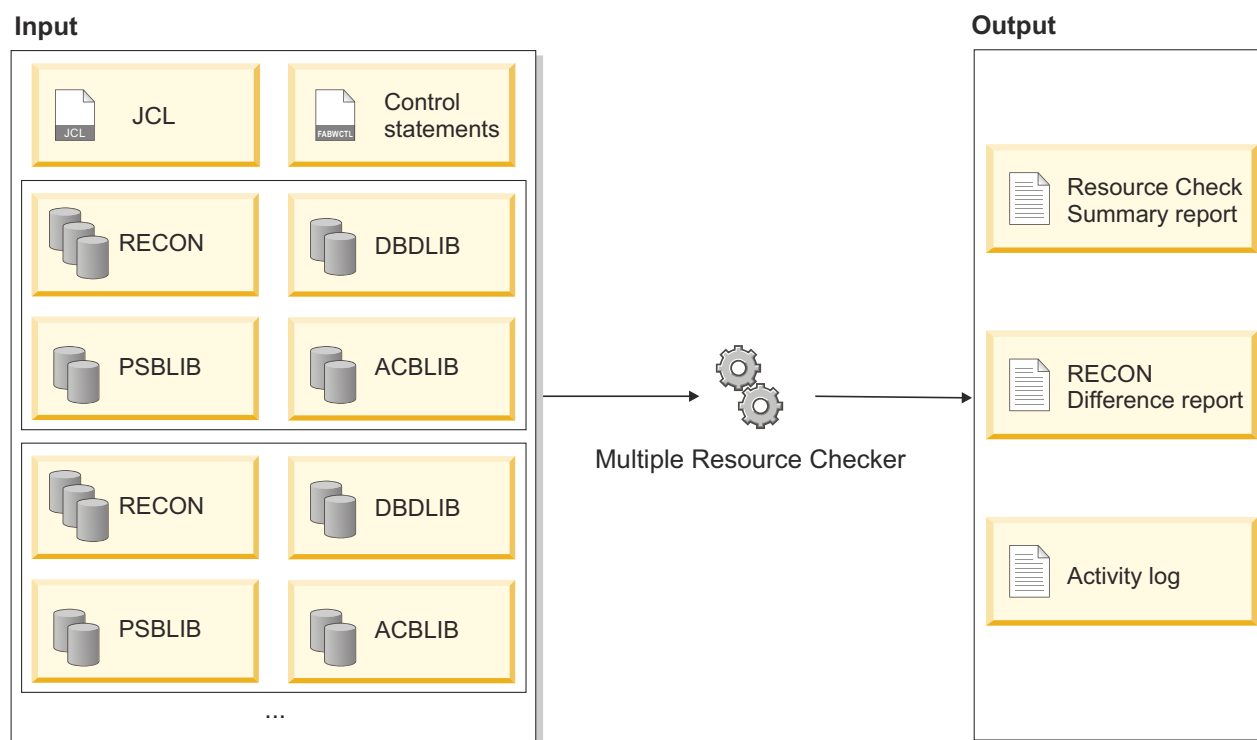 Input
JCL
JCL
Control
statements
FABWCTL
RECON
DBDLIB
PSBLIB
ACBLIB
RECON
DBDLIB
PSBLIB
ACBLIB
...
Multiple Resource Checker
Output
Resource Check
Summary report
RECON
Difference report
Activity log